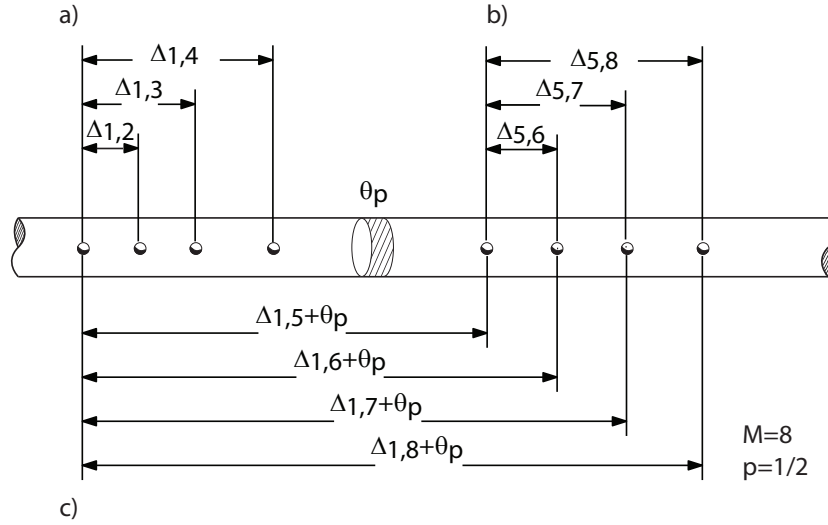 a)
b)
Δ1,4
Δ5,8
Δ1,3
Δ5,7
Δ1,2
Δ5,6
θp
Δ1,5+θp
Δ1,6+θp
Δ1,7+θp
Δ1,8+θp
M=8
p=1/2
c)